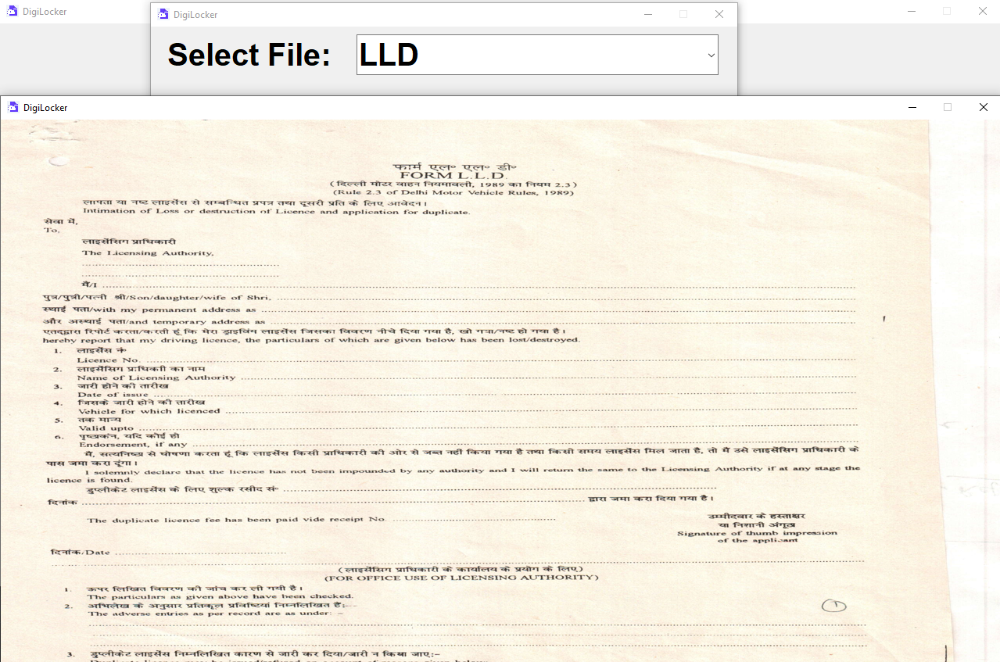 DigiLocker
DigiLocker
Select File: LLD
DigiLocker
फार्म एल॰ एल॰ डी॰
FORM L.L.D.
(दिल्ली मोटर वाहन नियमावली, 1989 का नियम 2.3)
(Rule 2.3 of Delhi Motor Vehicle Rules, 1989)
लापता या नष्ट लाइसेंस से सम्बन्धित प्रपत्र तथा दूसरी प्रति के लिए आवेदन।
Intimation of Loss or destruction of Licence and application for duplicate.
सेवा में,
To,
लाइसेंसिंग प्राधिकारी
The Licensing Authority,
मैं/I
पुत्र/पुत्री/पत्नी श्री/Son/daughter/wife of Shri,
स्थाई पता/with my permanent address as
और अस्थाई पता/and temporary address as
एतद्द्वारा रिपोर्ट करता/करती हूं कि मेरा ड्राइविंग लाइसेंस जिसका विवरण नीचे दिया गया है, खो गया/नष्ट हो गया है।
hereby report that my driving licence, the particulars of which are given below has been lost/destroyed.
1. लाइसेंस नं॰
Licence No.
2. लाइसेंसिग प्राधिकारी का नाम
Name of Licensing Authority
3. जारी होने की तारीख
Date of issue
4. जिसके जारी होने की तारीख
Vehicle for which licenced
5. तक मान्य
Valid upto
6. पृष्ठांकन, यदि कोई हो
Endorsement, if any
मैं, सत्यनिष्ठा से घोषणा करता हूं कि लाइसेंस किसी प्राधिकारी की ओर से जब्त नहीं किया गया है तथा किसी समय लाइसेंस मिल जाता है, तो मैं उसे लाइसेंसिग प्राधिकारी के
पास जमा करा दूंगा।
I solemnly declare that the licence has not been impounded by any authority and I will return the same to the Licensing Authority if at any stage the
licence is found.
डुप्लीकेट लाइसेंस के लिए शुल्क रसीद सं॰
दिनांक द्वारा जमा करा दिया गया है।
The duplicate licence fee has been paid vide receipt No.
उम्मीदवार के हस्ताक्षर
या निशानी अंगूठा
Signature of thumb impression
of the applicant
दिनांक/Date
(लाइसेंसिग प्राधिकारी के कार्यालय के प्रयोग के लिए)
(FOR OFFICE USE OF LICENSING AUTHORITY)
1. ऊपर लिखित विवरण की जांच कर ली गयी है।
The particulars as given above have been checked.
2. अभिलेख के अनुसार प्रतिकूल प्रविष्टियां निम्नलिखित हैं:--
The adverse entries as per record are as under: –
1
3. डुप्लीकेट लाइसेंस निम्नलिखित कारण से जारी कर दिया/जारी न किया जाए:–